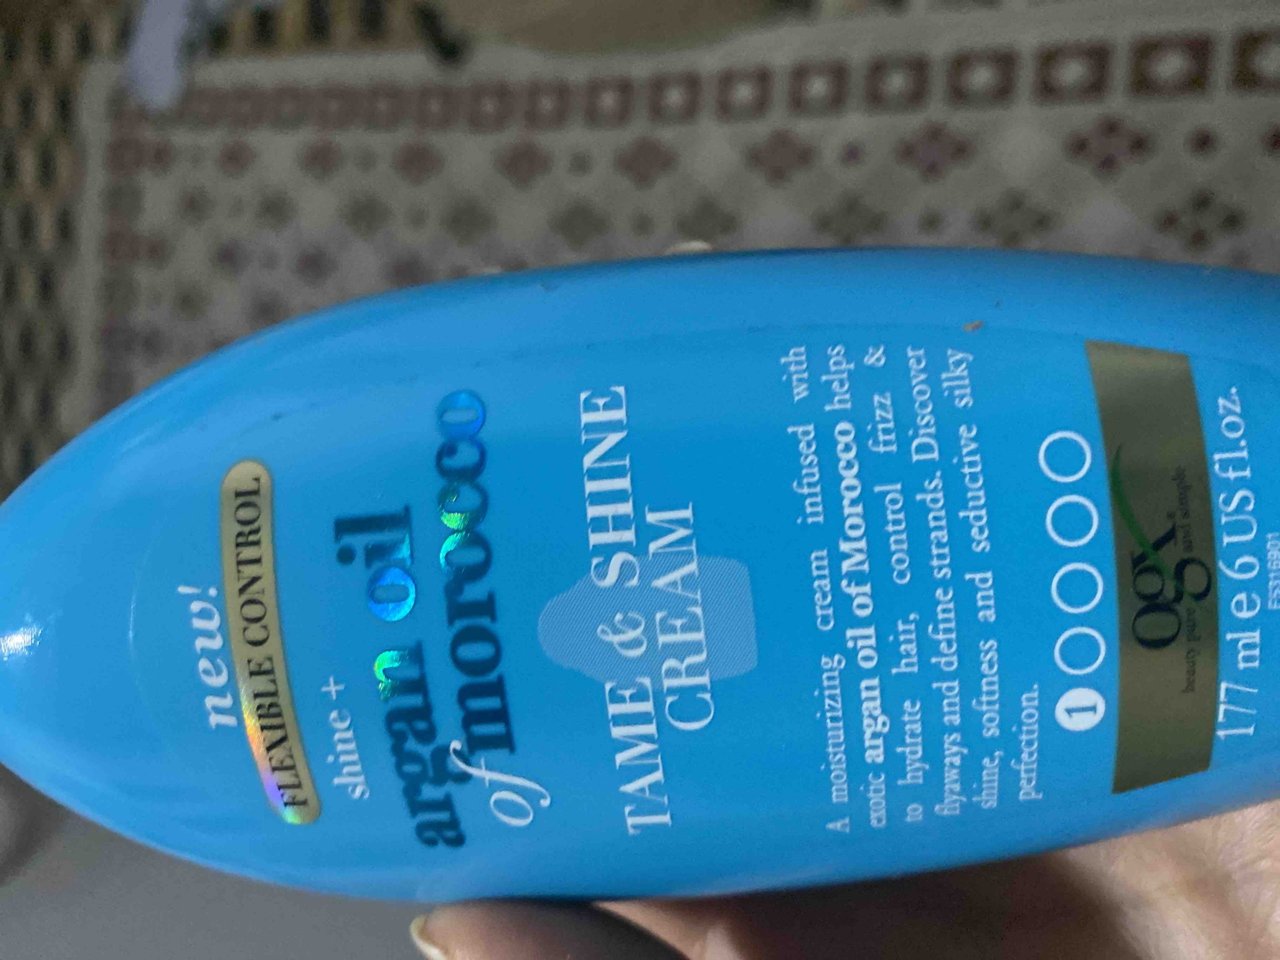 new!
FLEXIBLE CONTROL
shine +
argan oil
of morocco
TAME & SHINE
CREAM
A moisturizing cream infused with
exotic argan oil of Morocco helps
to hydrate hair, control frizz &
flyaways and define strands. Discover
shine, softness and seductive silky
perfection.
1
ogx
beauty pure and simple
177 ml e 6 US fl.oz.